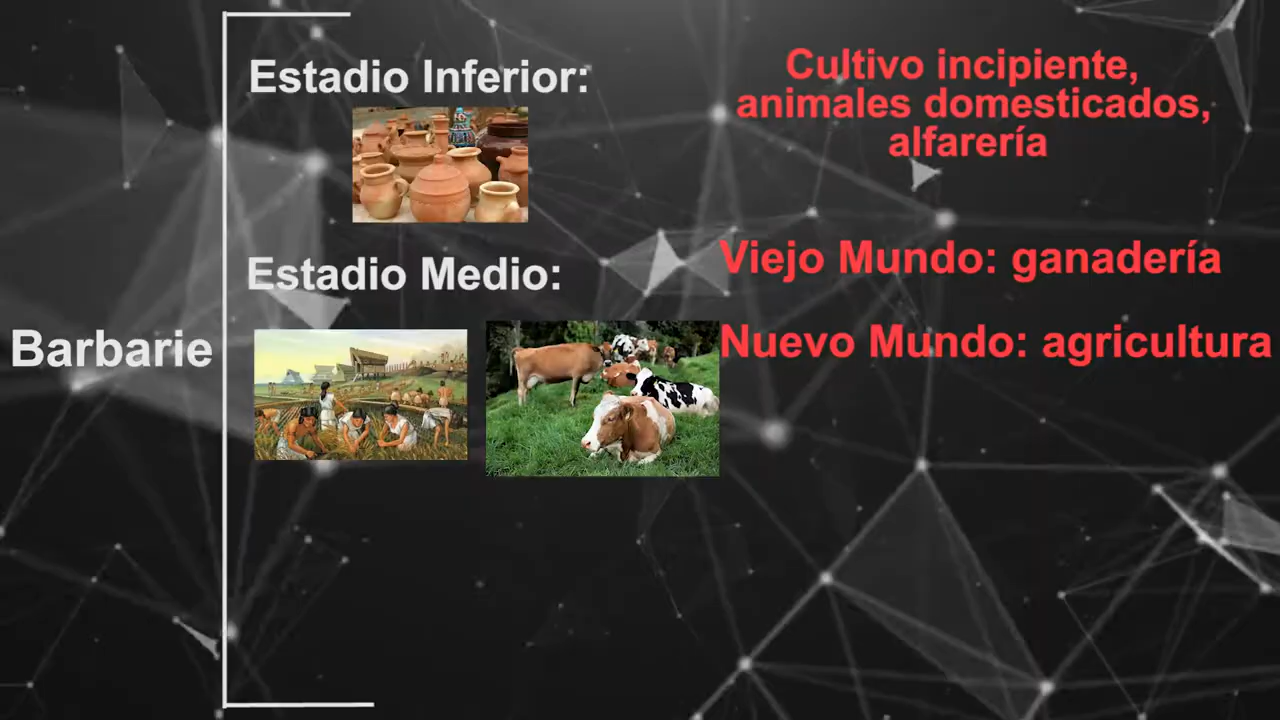 Estadio Inferior:
Cultivo incipiente,
animales domesticados,
alfarería
Estadio Medio:
Viejo Mundo: ganadería
Nuevo Mundo: agricultura
Barbarie